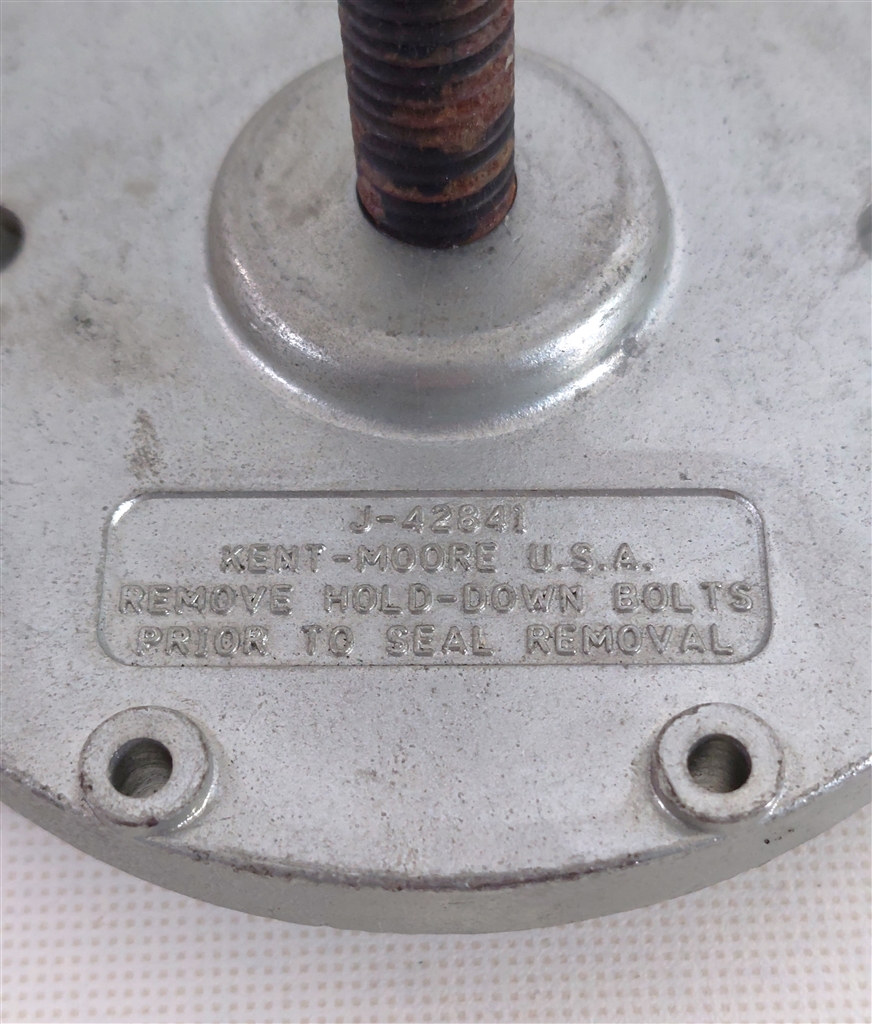 J-42841
KENT-MOORE U.S.A.
REMOVE HOLD-DOWN BOLTS
PRIOR TO SEAL REMOVAL